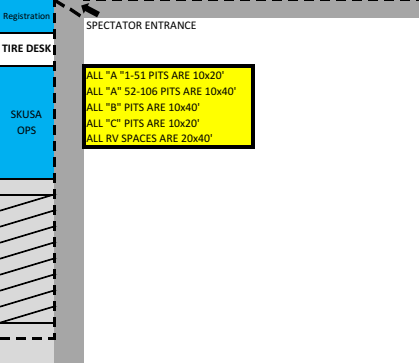 Registration
SPECTATOR ENTRANCE
TIRE DESK
ALL "A "1-51 PITS ARE 10x20'
ALL "A" 52-106 PITS ARE 10x40'
ALL "B" PITS ARE 10x40'
ALL "C" PITS ARE 10x20'
ALL RV SPACES ARE 20x40'
SKUSA
OPS